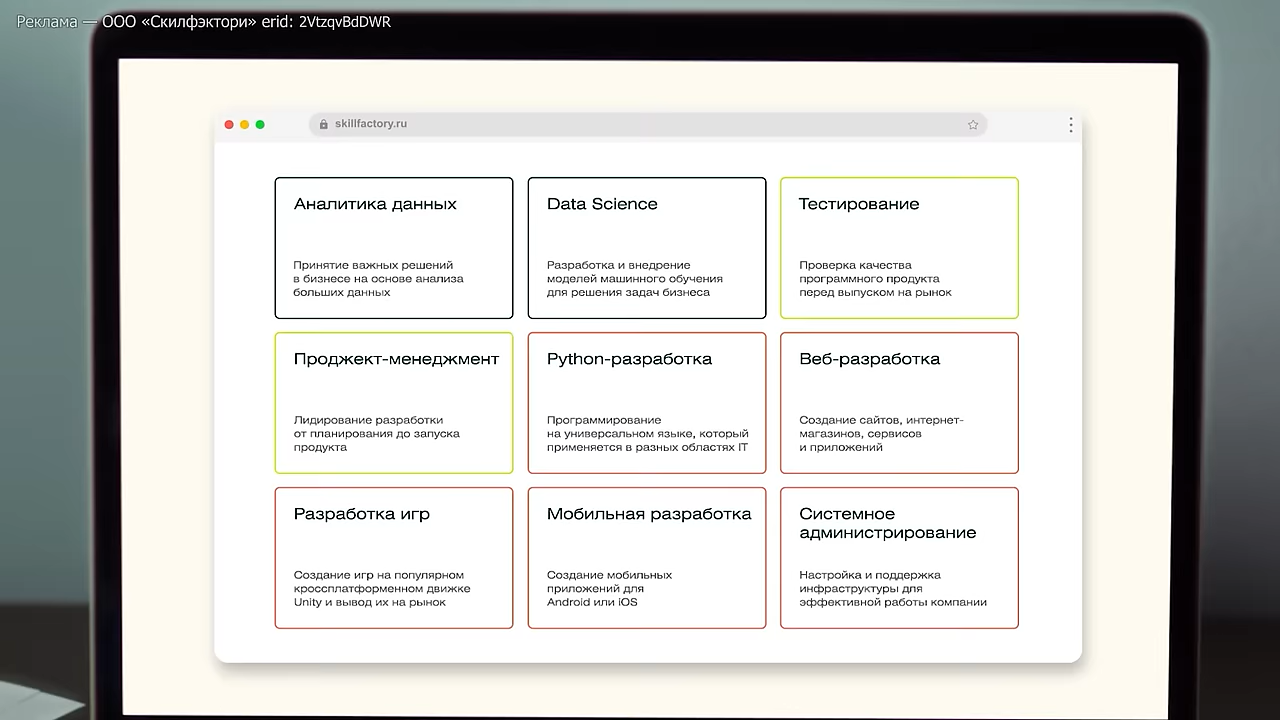 Реклама — ООО «Скилфэктори» erid: 2VtzqvBdDWR
skillfactory.ru
Аналитика данных
Принятие важных решений
в бизнесе на основе анализа
больших данных
Data Science
Разработка и внедрение
моделей машинного обучения
для решения задач бизнеса
Тестирование
Проверка качества
программного продукта
перед выпуском на рынок
Проджект-менеджмент
Лидирование разработки
от планирования до запуска
продукта
Python-разработка
Программирование
на универсальном языке, который
применяется в разных областях IT
Веб-разработка
Создание сайтов, интернет-
магазинов, сервисов
и приложений
Разработка игр
Создание игр на популярном
кроссплатформенном движке
Unity и вывод их на рынок
Мобильная разработка
Создание мобильных
приложений для
Android или iOS
Системное
администрирование
Настройка и поддержка
инфраструктуры для
эффективной работы компании